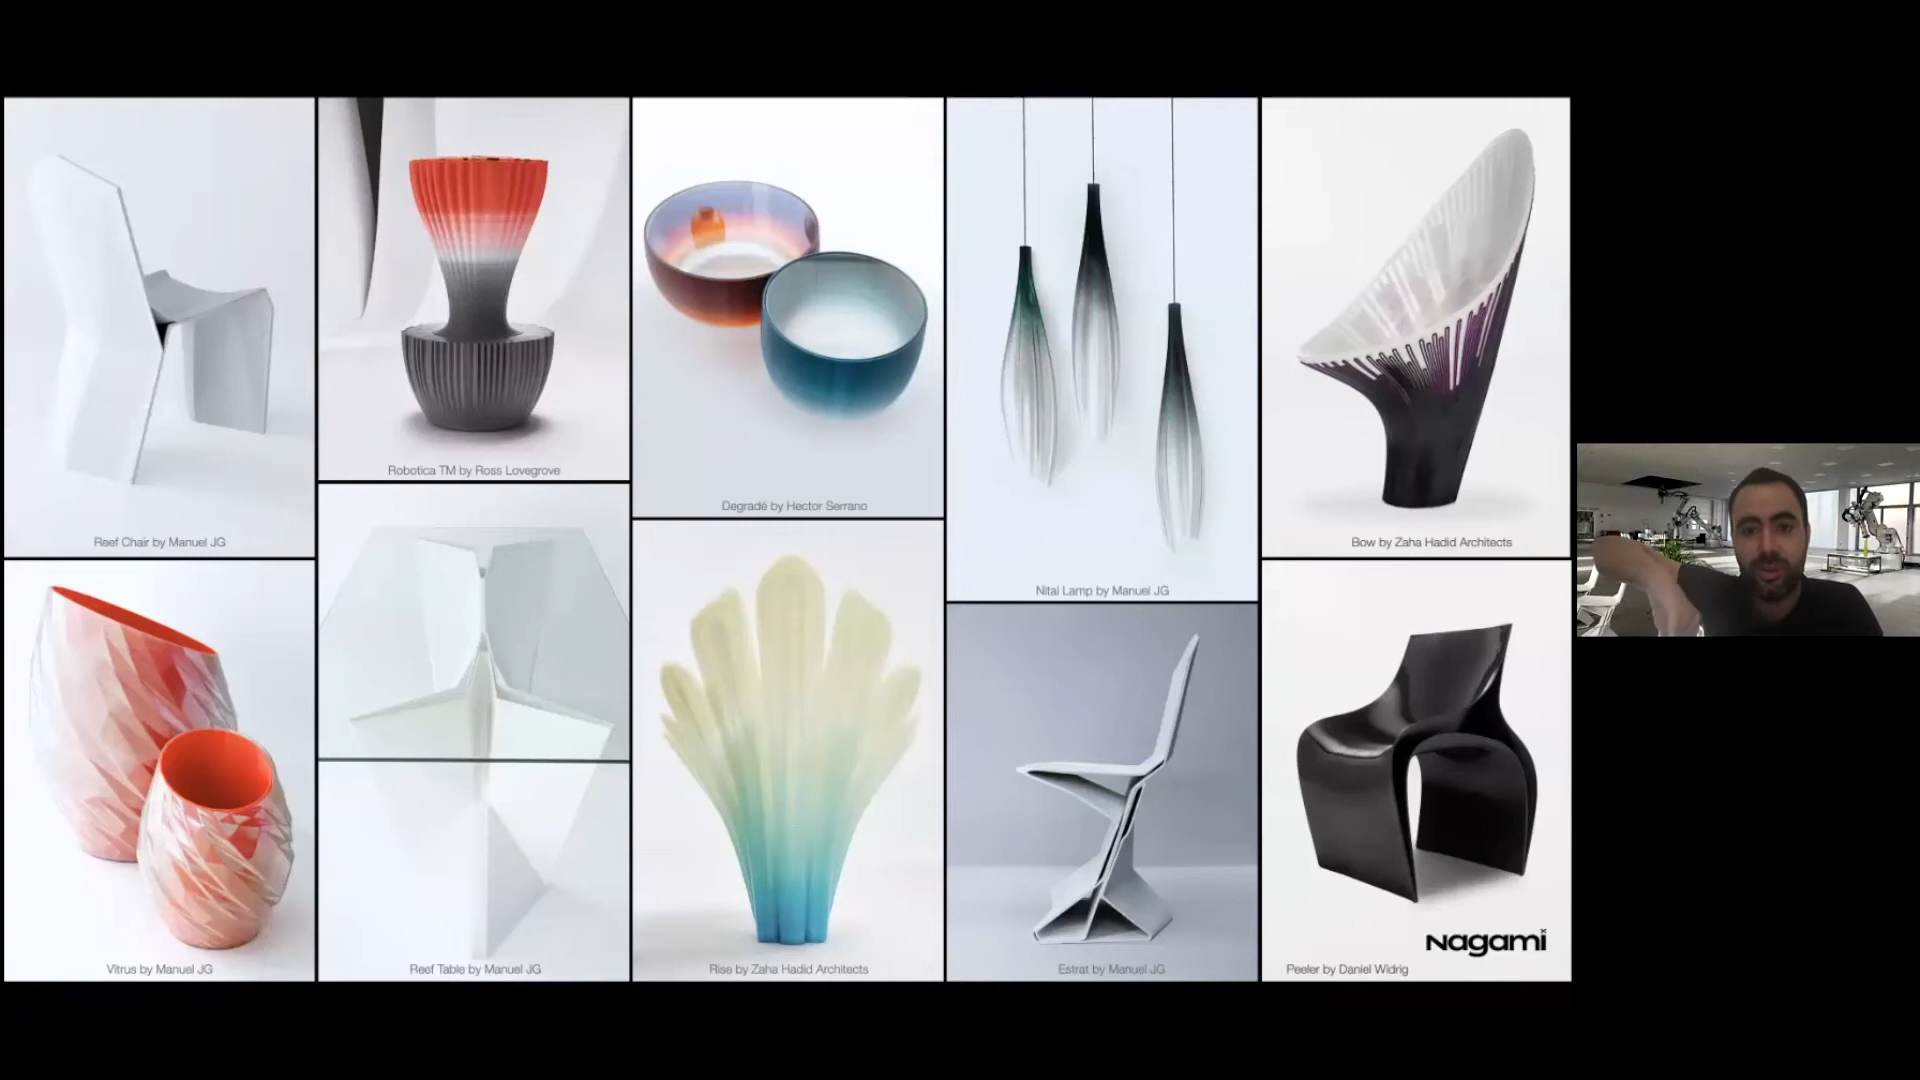 Reef Chair by Manuel JG
Vitrus by Manuel JG
Robotica TM by Ross Lovegrove
Reef Table by Manuel JG
Degradé by Hector Serrano
Rise by Zaha Hadid Architects
Nital Lamp by Manuel JG
Estrat by Manuel JG
Bow by Zaha Hadid Architects
Nagami
Peeler by Daniel Widrig